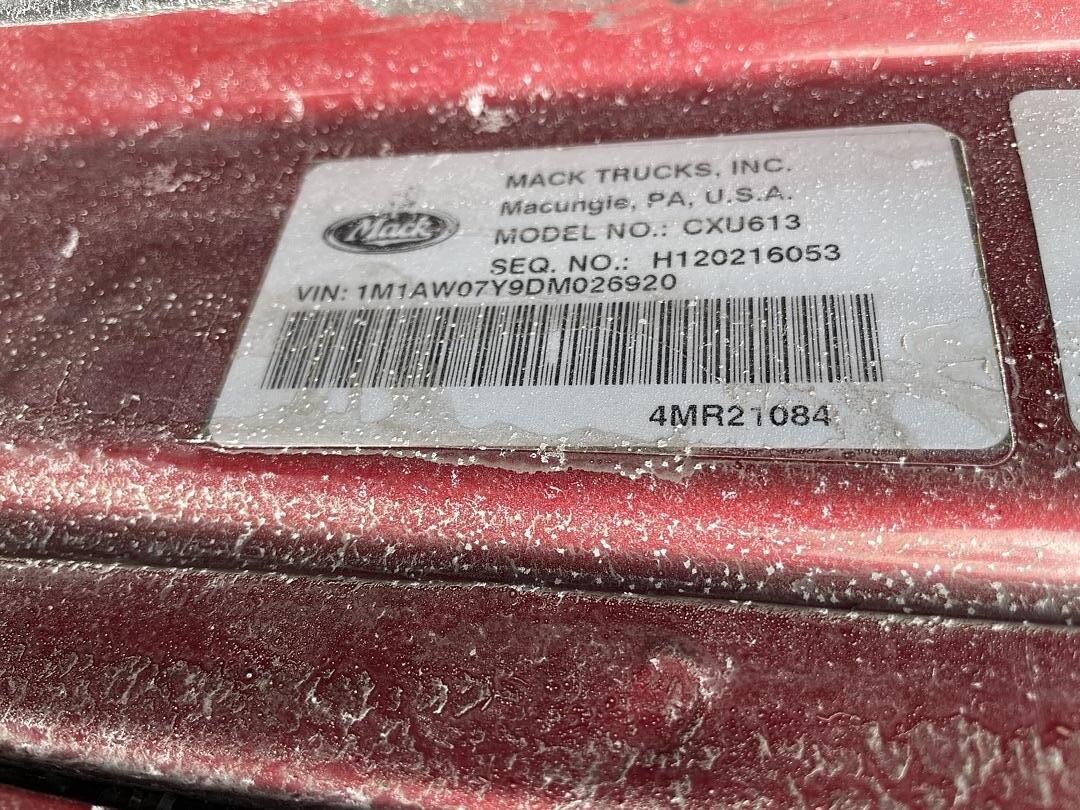 Mack
MACK TRUCKS, INC.
Macungie, PA, U.S.A.
MODEL NO.: CXU613
SEQ. NO.: H120216053
VIN: 1M1AW07Y9DM026920
4MR21084